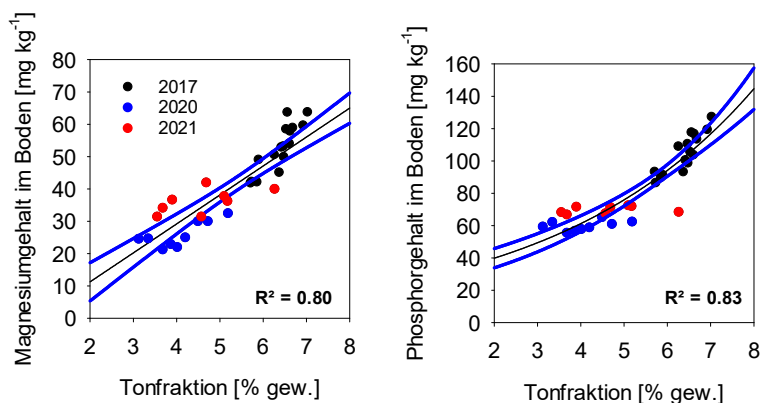 Magnesiumgehalt im Boden [mg kg⁻¹]
80
70
60
50
40
30
20
10
0
2017
2020
2021
R² = 0.80
2 3 4 5 6 7 8
Tonfraktion [% gew.]
Phosphorgehalt im Boden [mg kg⁻¹]
160
140
120
100
80
60
40
20
0
R² = 0.83
2 3 4 5 6 7 8
Tonfraktion [% gew.]